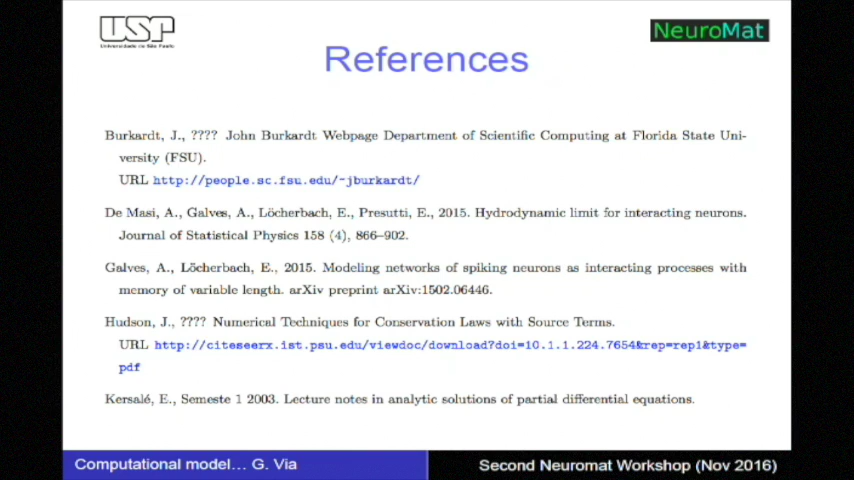 USP
Universidade de São Paulo
NeuroMat
References
Burkardt, J., ???? John Burkardt Webpage Department of Scientific Computing at Florida State Uni-
versity (FSU).
URL http://people.sc.fsu.edu/~jburkardt/
De Masi, A., Galves, A., Löcherbach, E., Presutti, E., 2015. Hydrodynamic limit for interacting neurons.
Journal of Statistical Physics 158 (4), 866–902.
Galves, A., Löcherbach, E., 2015. Modeling networks of spiking neurons as interacting processes with
memory of variable length. arXiv preprint arXiv:1502.06446.
Hudson, J., ???? Numerical Techniques for Conservation Laws with Source Terms.
URL http://citeseerx.ist.psu.edu/viewdoc/download?doi=10.1.1.224.7654&rep=rep1&type=
pdf
Kersalé, E., Semeste 1 2003. Lecture notes in analytic solutions of partial differential equations.
Computational model... G. Via
Second Neuromat Workshop (Nov 2016)